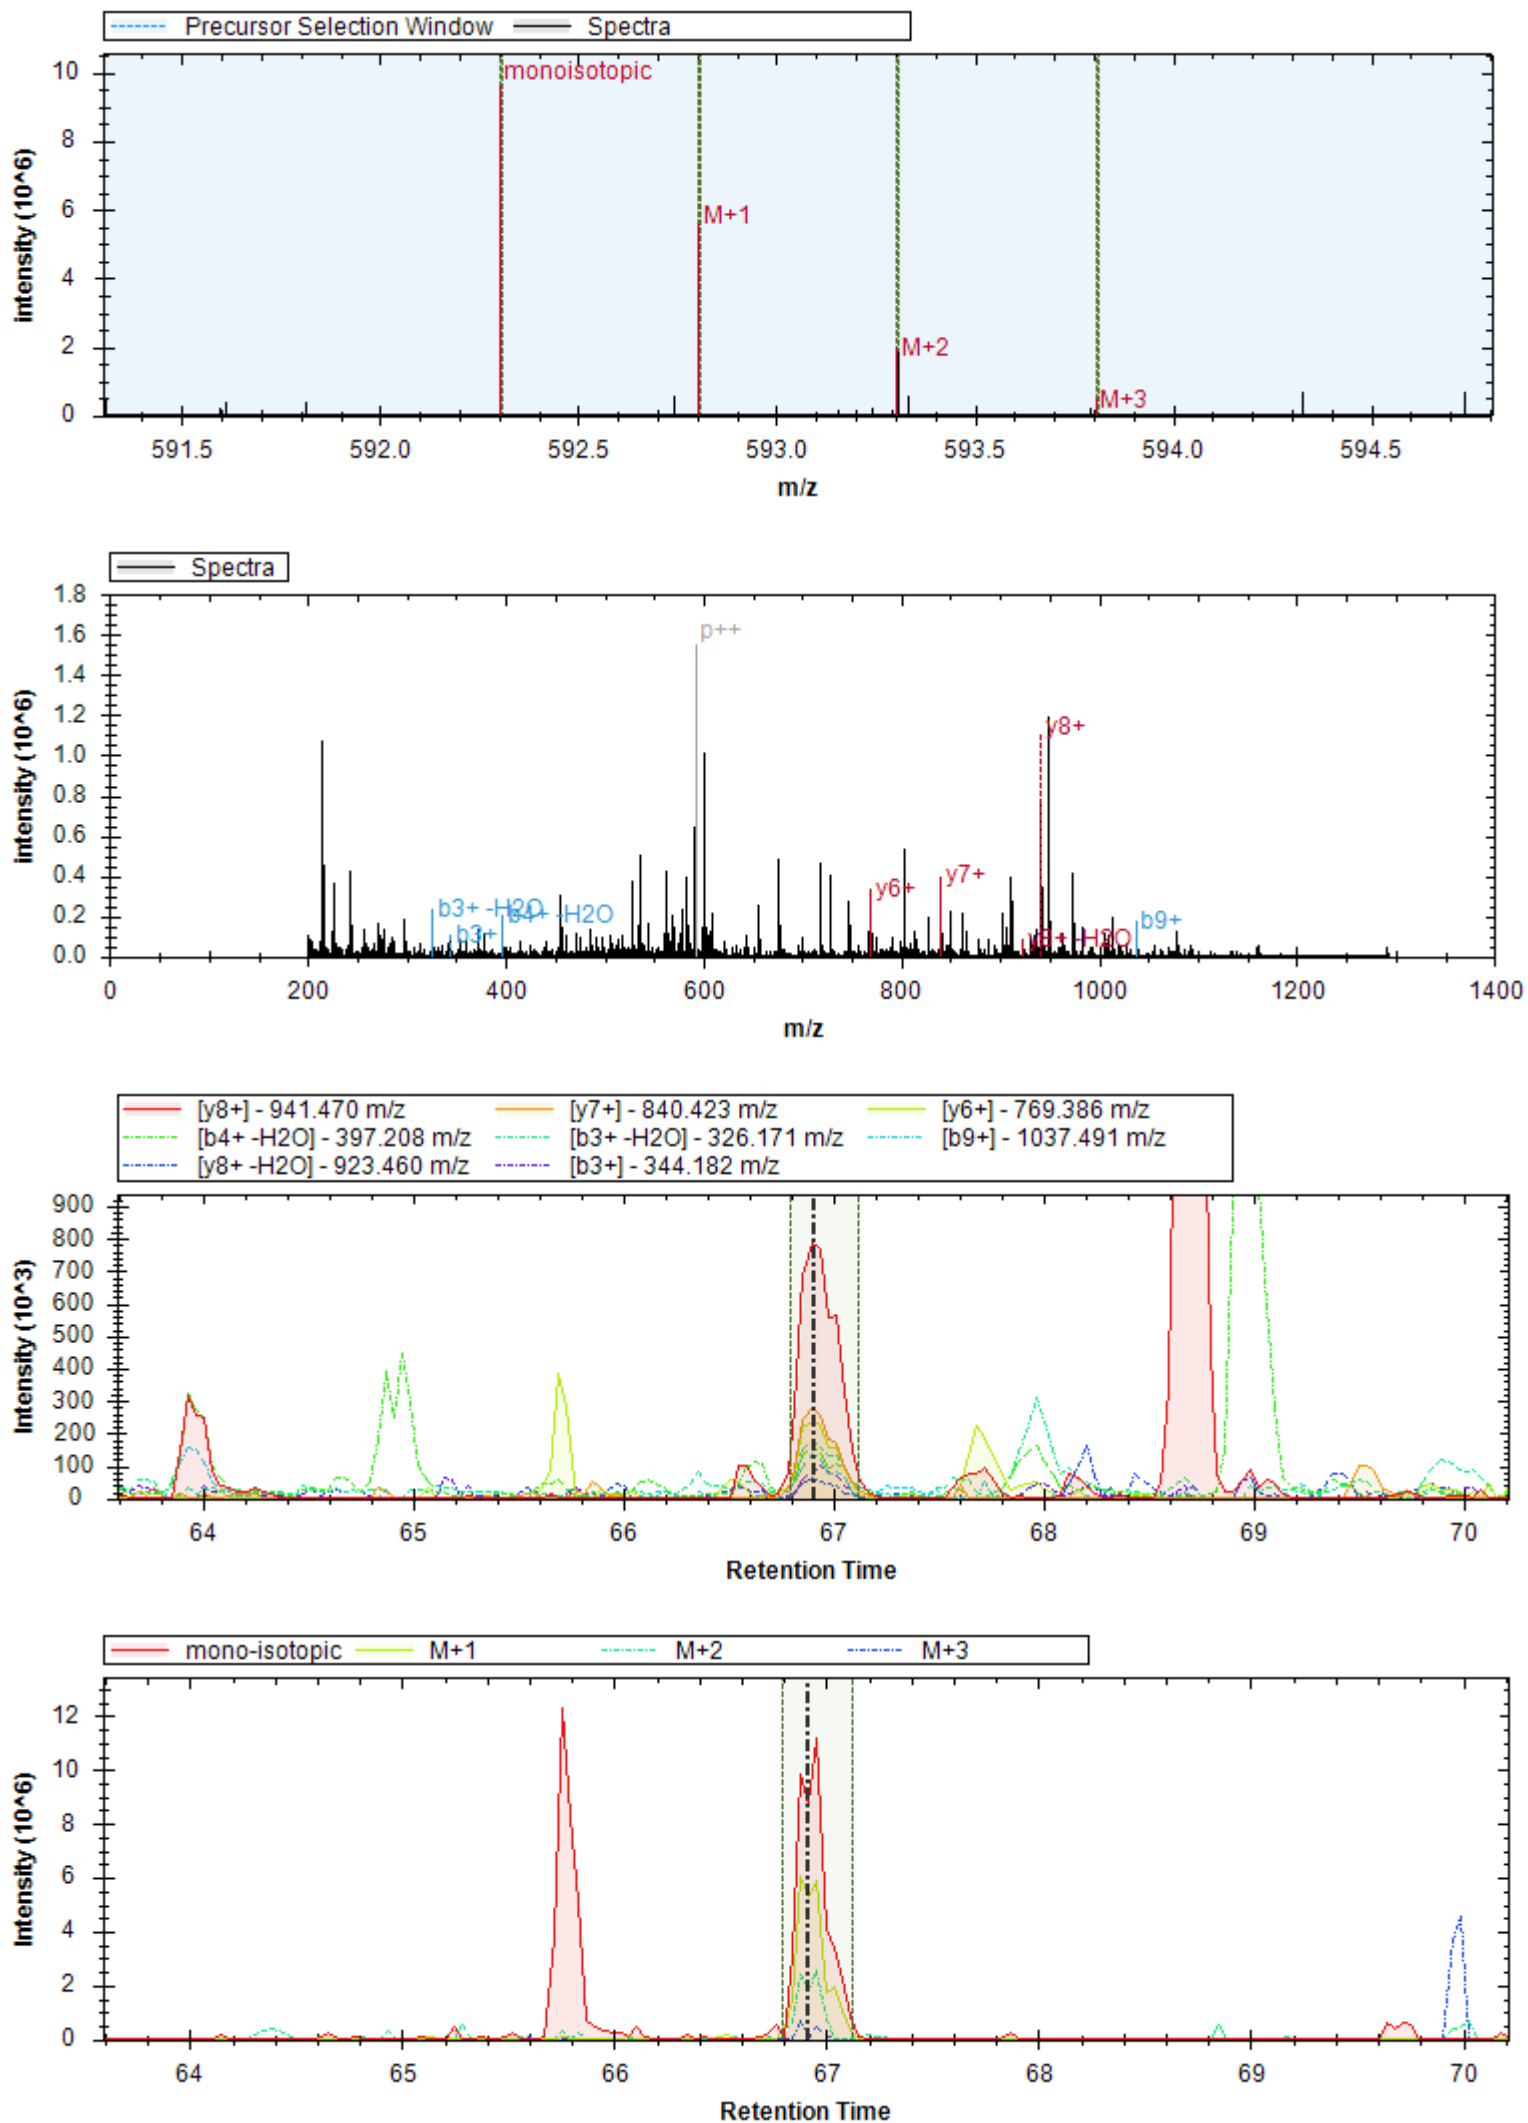 Precursor Selection Window Spectra
monoisotopic
M+1
M+2
M+3
intensity (10^6)
10
8
6
4
2
0
591.5 592.0 592.5 593.0 593.5 594.0 594.5
m/z
Spectra
p++
y8+
y7+
y6+
b3+ -H2O
b4+ -H2O
b3+
y8+ -H2O
b9+
intensity (10^6)
1.8
1.6
1.4
1.2
1.0
0.8
0.6
0.4
0.2
0.0
0 200 400 600 800 1000 1200 1400
m/z
[y8+] - 941.470 m/z [y7+] - 840.423 m/z [y6+] - 769.386 m/z
[b4+ -H2O] - 397.208 m/z [b3+ -H2O] - 326.171 m/z [b9+] - 1037.491 m/z
[y8+ -H2O] - 923.460 m/z [b3+] - 344.182 m/z
Intensity (10^3)
900
800
700
600
500
400
300
200
100
0
64 65 66 67 68 69 70
Retention Time
mono-isotopic M+1 M+2 M+3
Intensity (10^6)
12
10
8
6
4
2
0
64 65 66 67 68 69 70
Retention Time